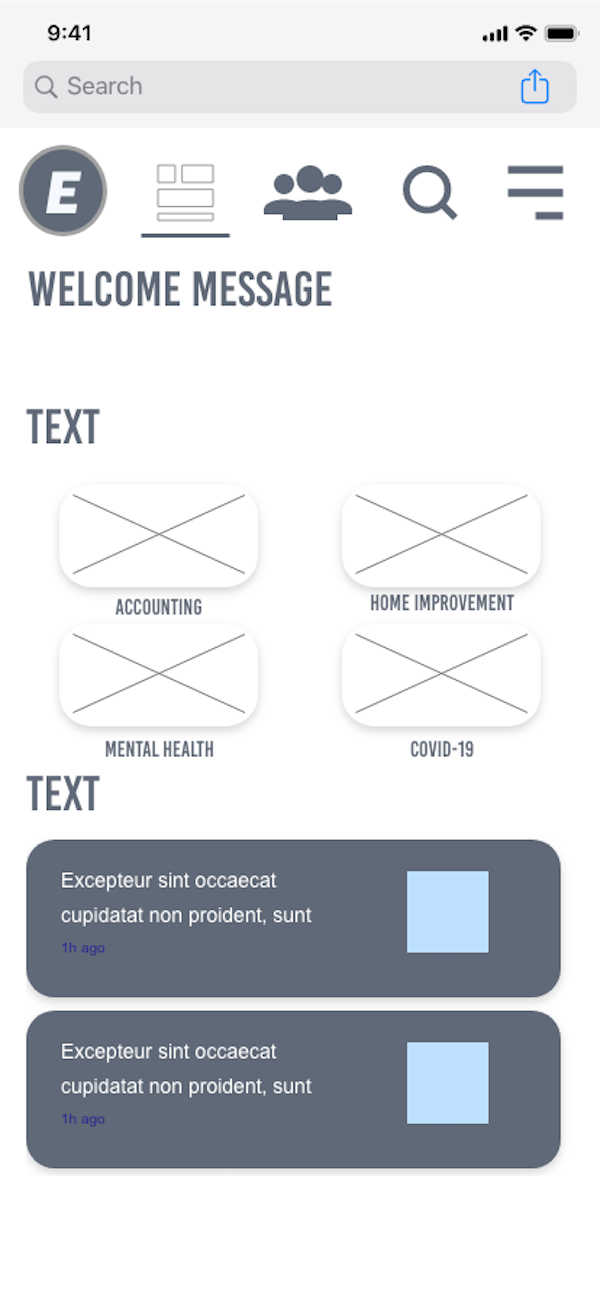 9:41
Search
E
WELCOME MESSAGE
TEXT
ACCOUNTING
HOME IMPROVEMENT
MENTAL HEALTH
COVID-19
TEXT
Excepteur sint occaecat
cupidatat non proident, sunt
1h ago
Excepteur sint occaecat
cupidatat non proident, sunt
1h ago